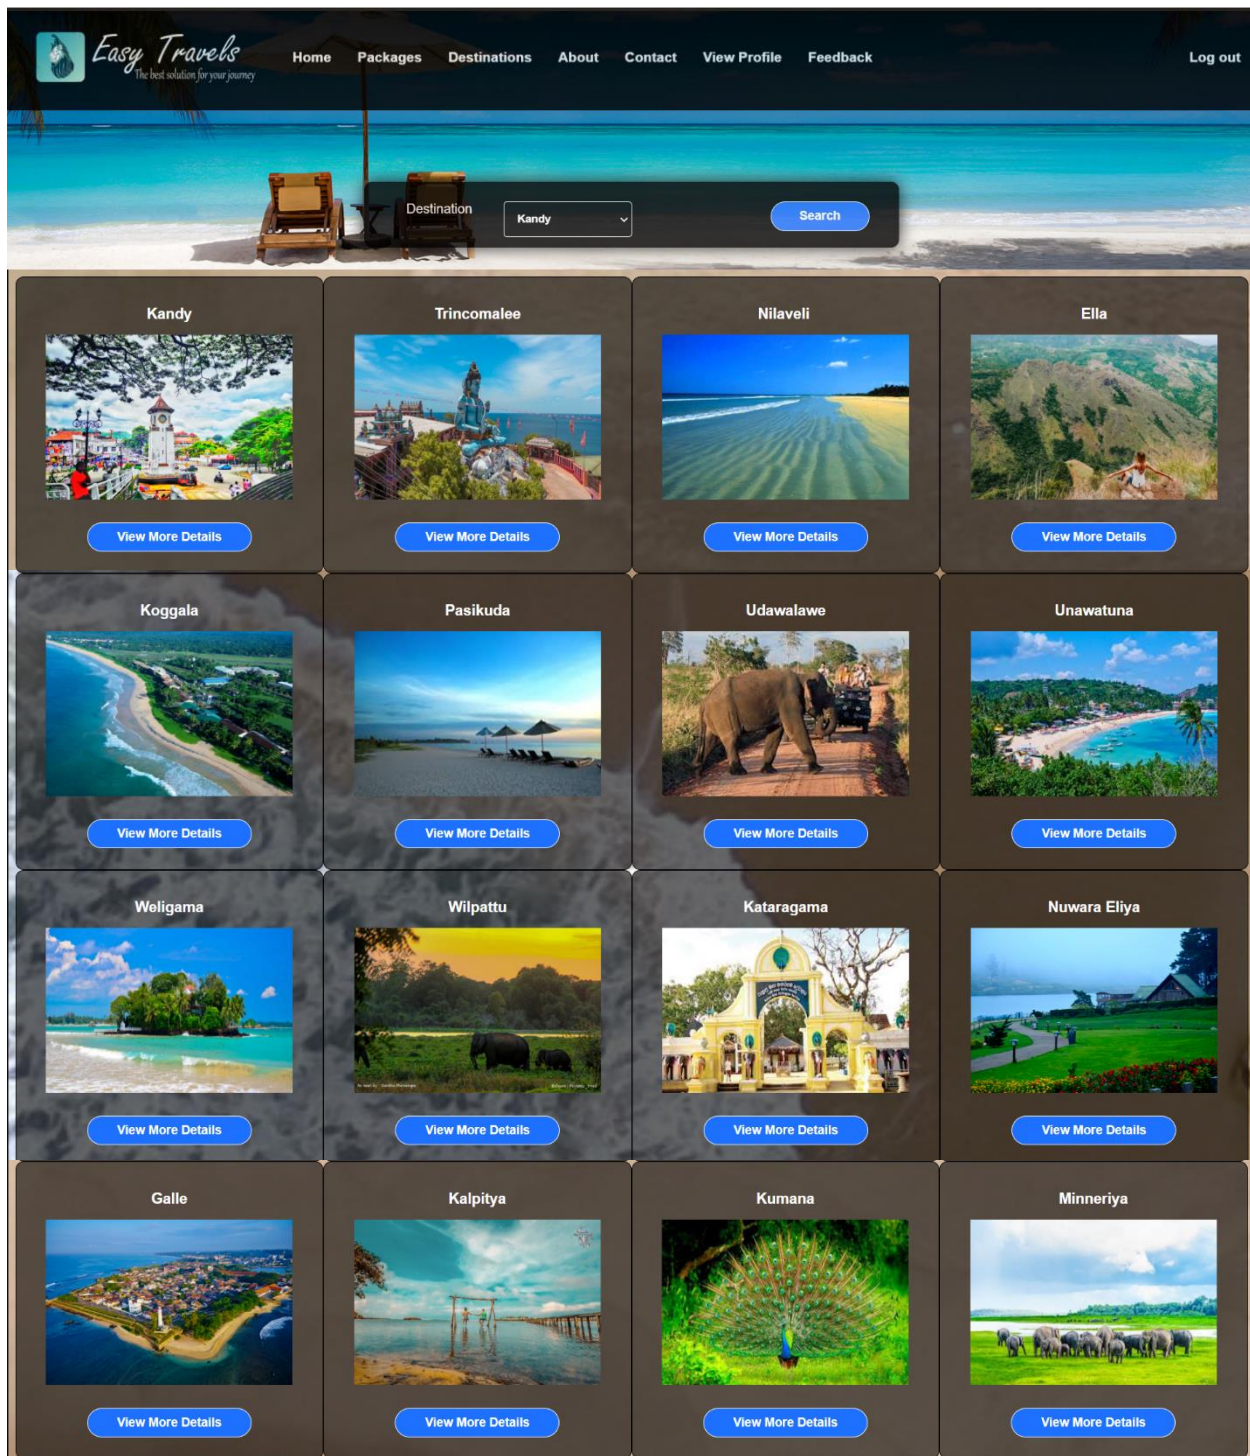 Easy Travels
The best solution for your journey
Home Packages Destinations About Contact View Profile Feedback Log out
Destination Kandy Search
Kandy Trincomalee Nilaveli Ella
View More Details View More Details View More Details View More Details
Koggala Pasikuda Udawalawe Unawatuna
View More Details View More Details View More Details View More Details
Weligama Wilpattu Kataragama Nuwara Eliya
View More Details View More Details View More Details View More Details
Galle Kalpitya Kumana Minneriya
View More Details View More Details View More Details View More Details